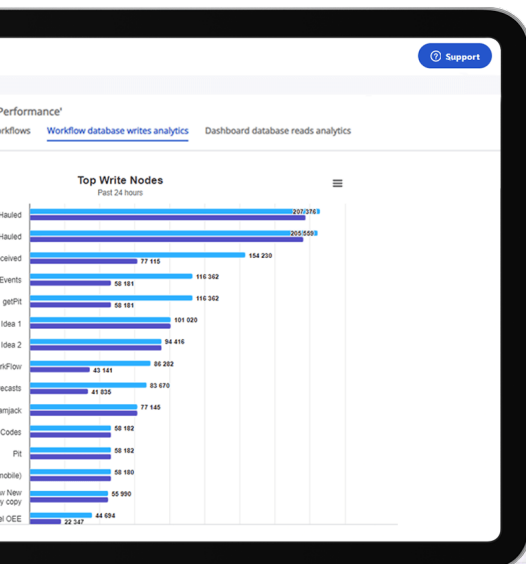 Support
Performance'
rkflows Workflow database writes analytics Dashboard database reads analytics
Top Write Nodes
Past 24 hours
Hauled 207 376
Hauled 205 559
ceived 154 230
77 115
Events 116 362
58 181
getPit 116 362
58 181
Idea 1 101 020
Idea 2 94 416
rkFlow 86 282
43 141
ecasts 83 670
41 835
amjack 77 145
Codes 58 182
Pit 58 182
nobile) 58 180
w New
y copy 55 990
el OEE 44 694
22 347